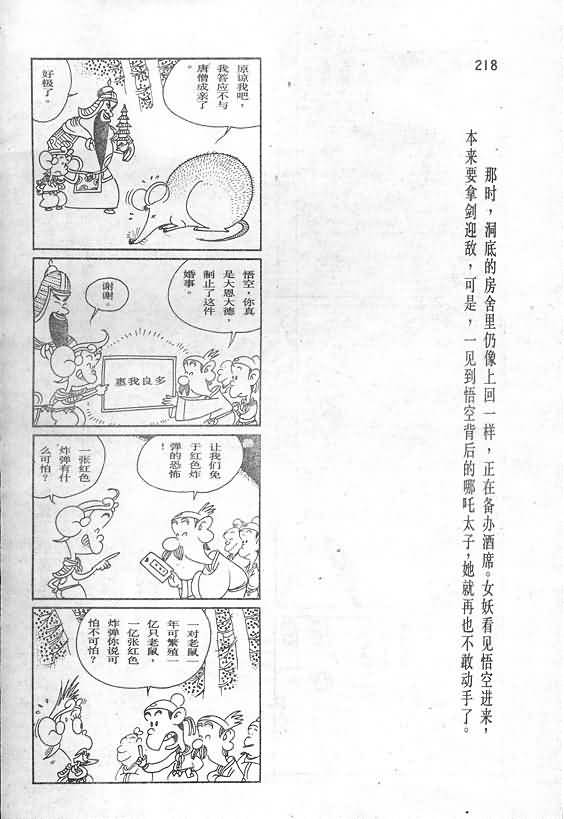 218
那时，洞底的房舍里仍像上回一样，正在备办酒席。女妖看见悟空进来，
本来要拿剑迎敌，可是，一见到悟空背后的哪吒太子，她就再也不敢动手了。
原谅我吧，
我答应不与
唐僧成亲了
。
好极了。
悟空，你真
是大恩大德
制止了这件
婚事。
谢谢。
惠我良多
让我们免
于红色炸
弹的恐怖
！
一张红色
炸弹有什
么可怕？
一对老鼠一
年可繁殖一
亿只老鼠，
一亿张红色
炸弹你说可
怕不可怕？